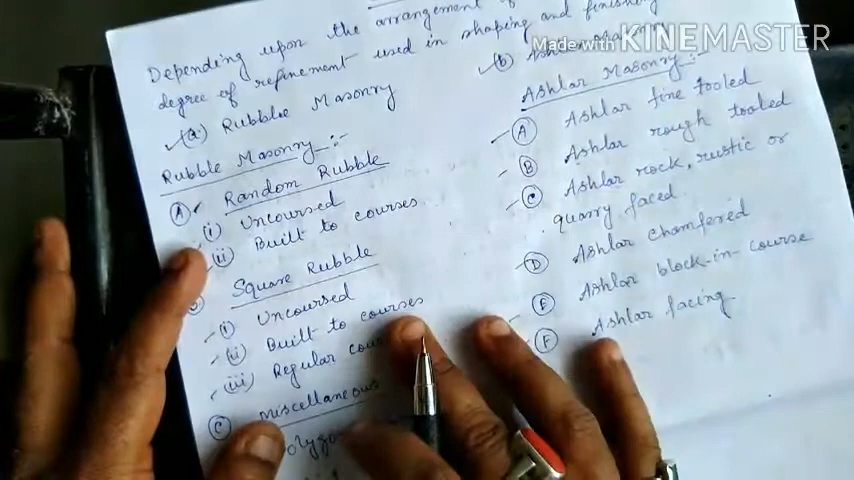 Depending upon the arrangement
degree of refinement used in shaping and finishing
(a) Rubble Masonry
Rubble Masonry :-
(A) Random Rubble
(i) Uncoursed
(ii) Built to courses
Square Rubble
(i) Uncoursed
(ii) Built to courses
(iii) Regular
(C) Miscellaneous
(b)
Ashlar Masonry :-
(A) Ashlar fine tooled
(B) Ashlar rough tooled
(C) Ashlar rock, rustic or
quarry faced
(D) Ashlar chamfered
(E) Ashlar block-in-course
(F) Ashlar facing
Made with KINEMASTER